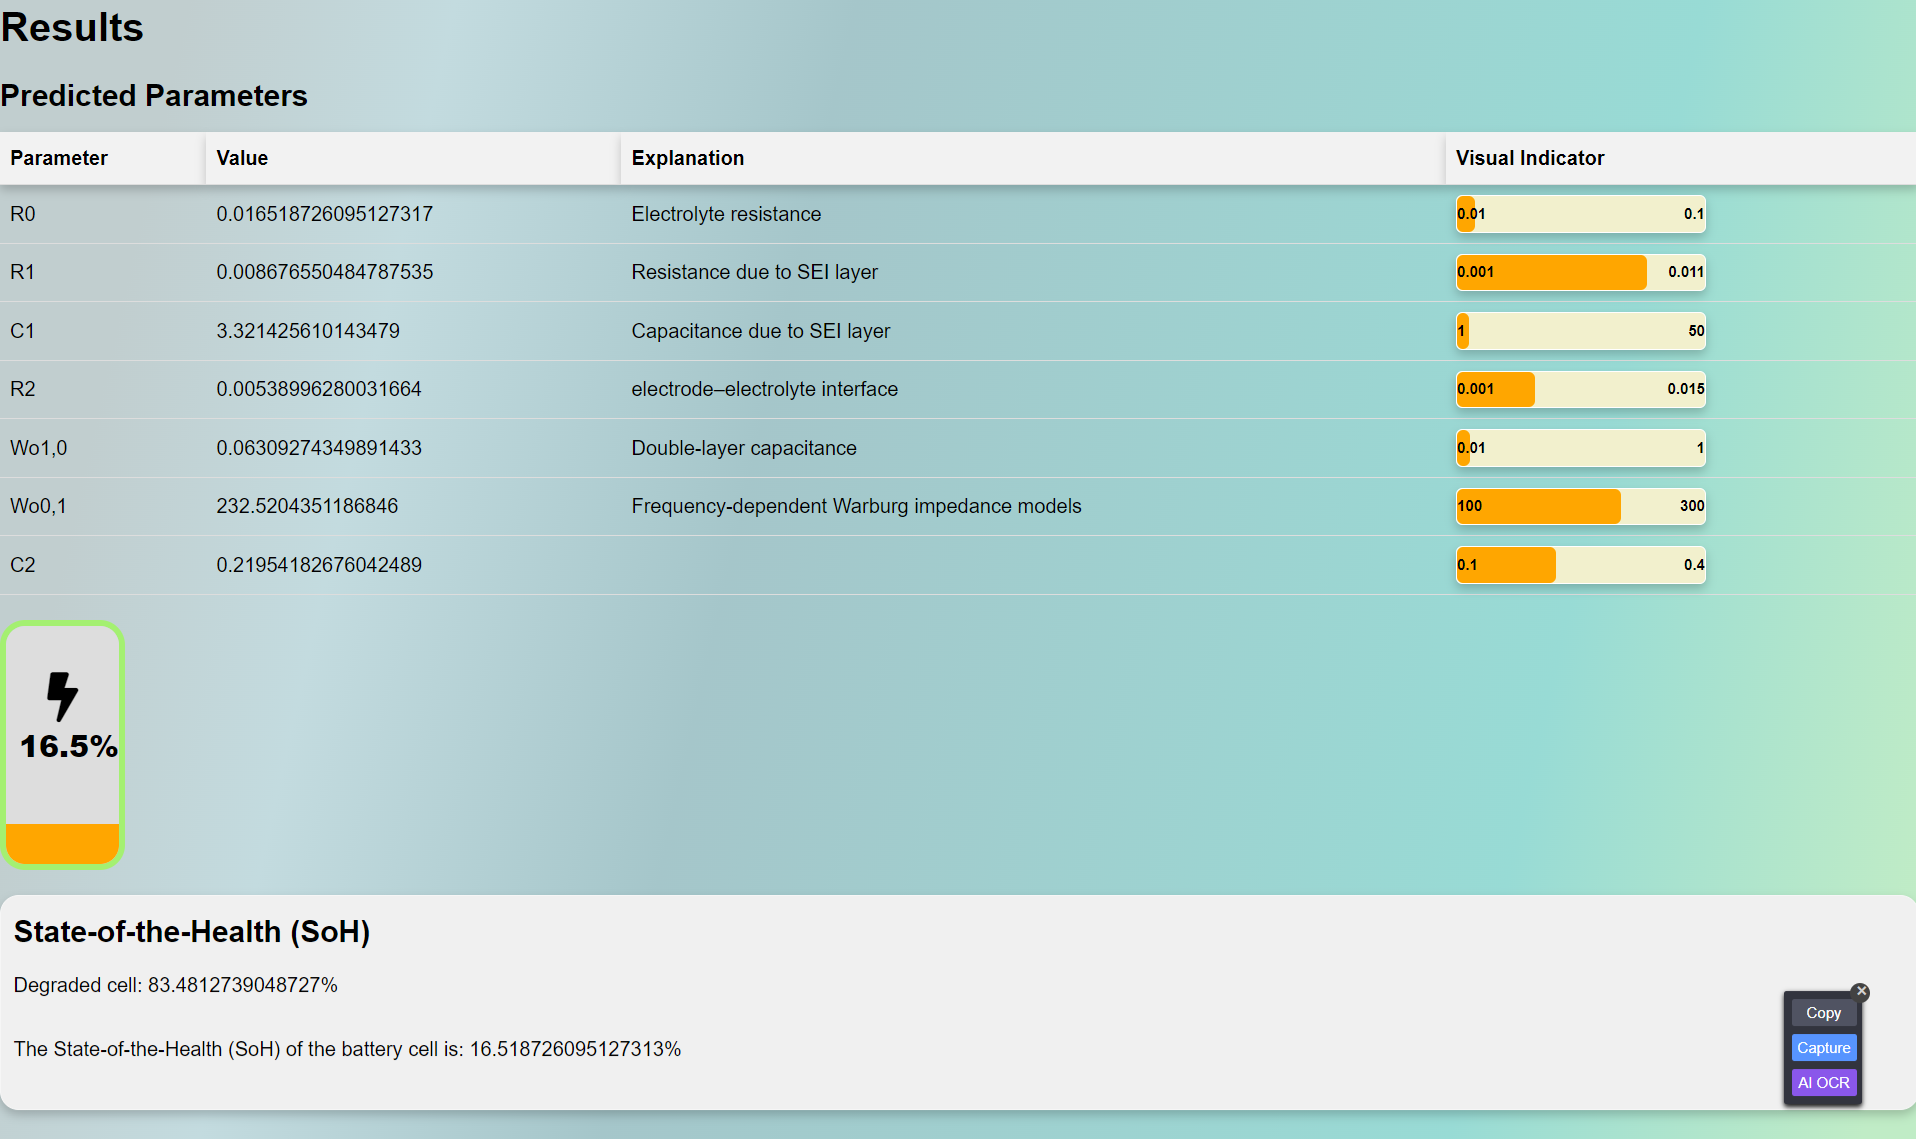 Results
Predicted Parameters
Parameter Value Explanation Visual Indicator
R0 0.016518726095127317 Electrolyte resistance 0.01 0.1
R1 0.008676550484787535 Resistance due to SEI layer 0.001 0.011
C1 3.321425610143479 Capacitance due to SEI layer 1 50
R2 0.00538996280031664 electrode–electrolyte interface 0.001 0.015
Wo1,0 0.06309274349891433 Double-layer capacitance 0.01 1
Wo0,1 232.5204351186846 Frequency-dependent Warburg impedance models 100 300
C2 0.21954182676042489 0.1 0.4
16.5%
State-of-the-Health (SoH)
Degraded cell: 83.4812739048727%
The State-of-the-Health (SoH) of the battery cell is: 16.518726095127313%
Copy
Capture
AI OCR